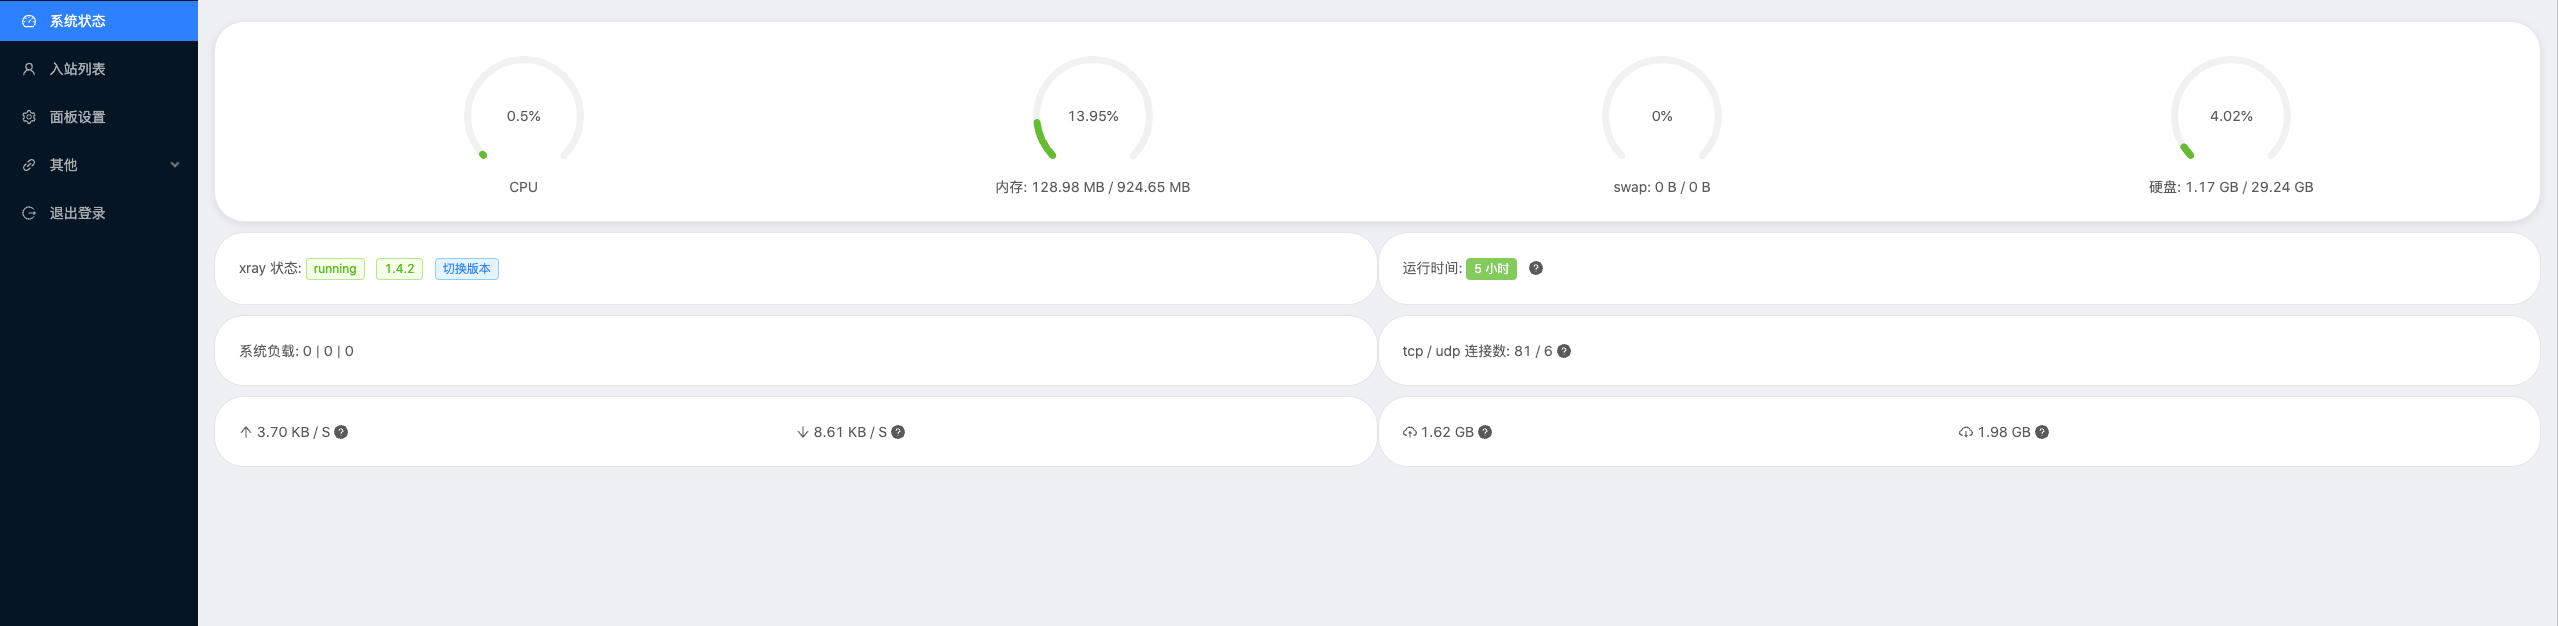 系统状态
入站列表
面板设置
其他
退出登录
0.5%
CPU
13.95%
内存: 128.98 MB / 924.65 MB
0%
swap: 0 B / 0 B
4.02%
硬盘: 1.17 GB / 29.24 GB
xray 状态: running 1.4.2 切换版本
运行时间: 5 小时
系统负载: 0 | 0 | 0
tcp / udp 连接数: 81 / 6
3.70 KB / S
8.61 KB / S
1.62 GB
1.98 GB